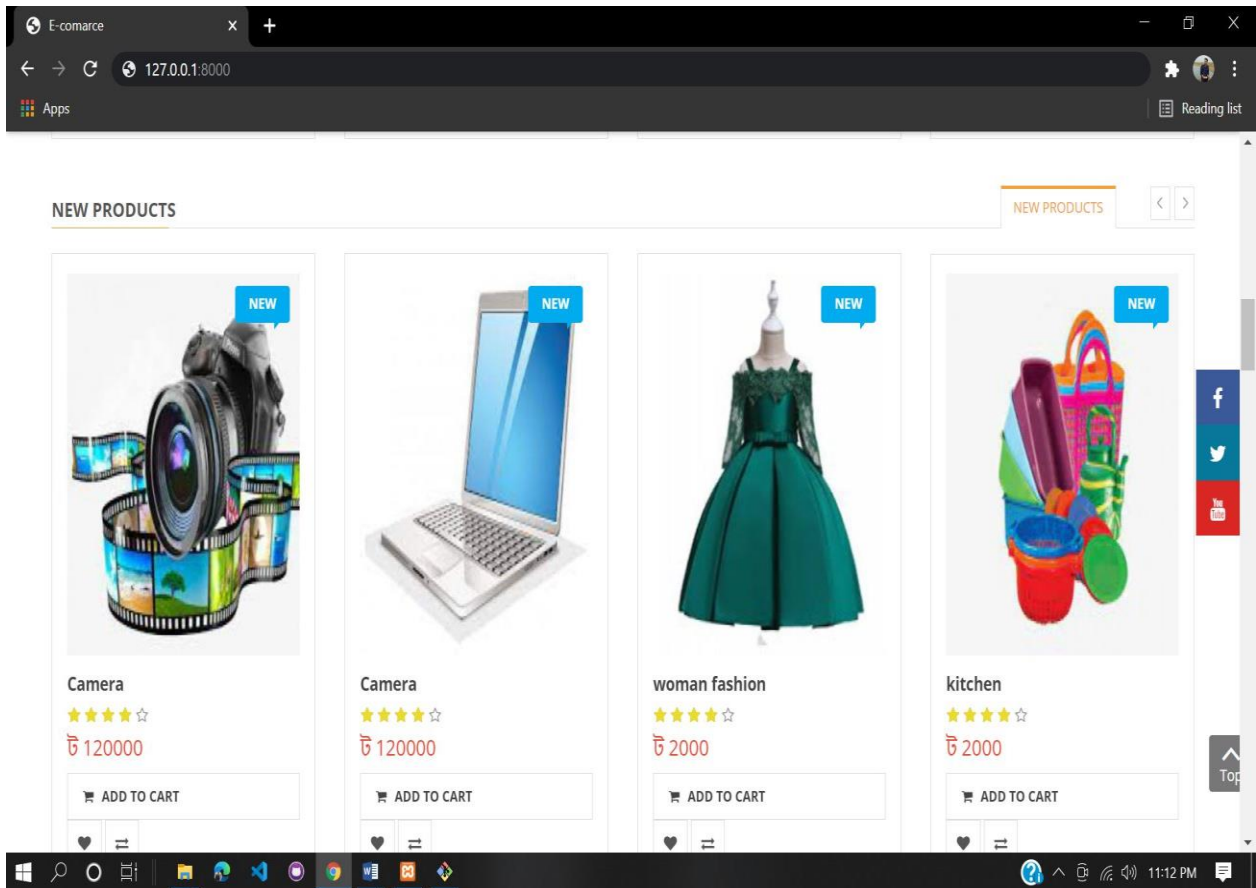 E-comarce
127.0.0.1:8000
Apps
Reading list
NEW PRODUCTS
NEW PRODUCTS
NEW
NEW
NEW
NEW
Camera
Camera
woman fashion
kitchen
ট 120000
ট 120000
ট 2000
ট 2000
Top
ADD TO CART
ADD TO CART
ADD TO CART
ADD TO CART
You Tube
11:12 PM